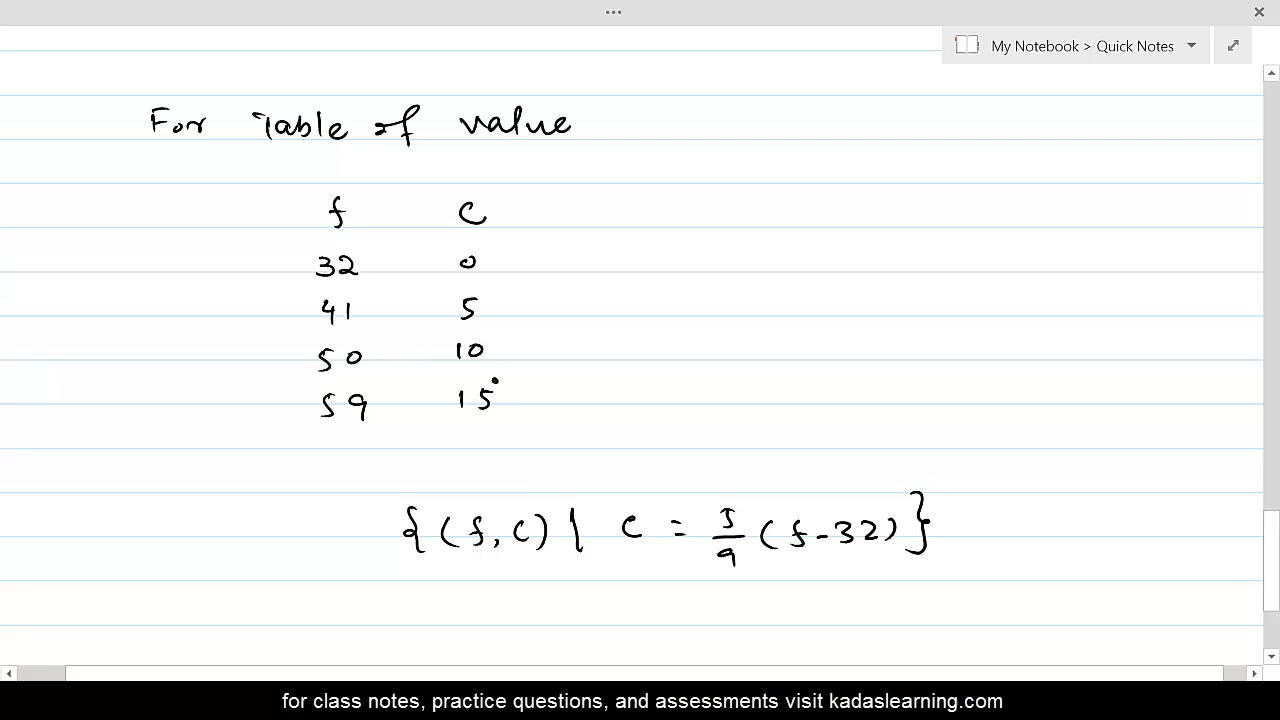 ...
My Notebook > Quick Notes
For Table of value
f C
32 0
41 5
50 10
59 15
{(f, C) | C = 5/9 (f-32)}
for class notes, practice questions, and assessments visit kadaslearning.com